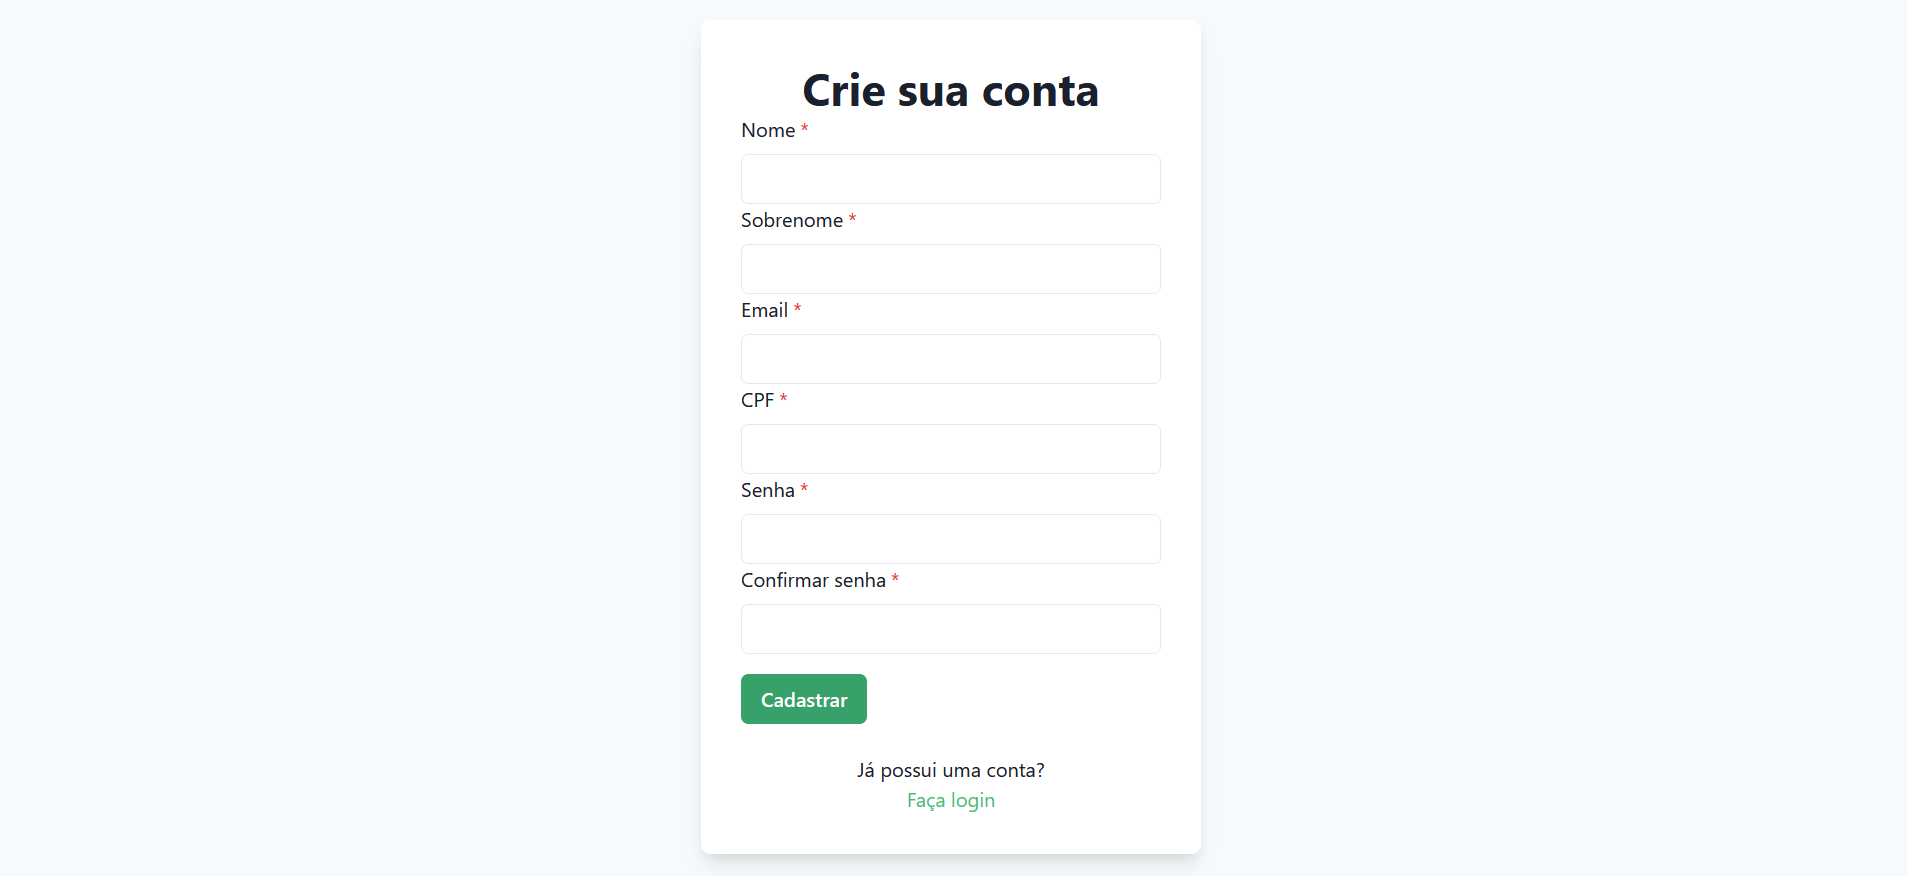 Crie sua conta
Nome *
Sobrenome *
Email *
CPF *
Senha *
Confirmar senha *
Cadastrar
Já possui uma conta?
Faça login